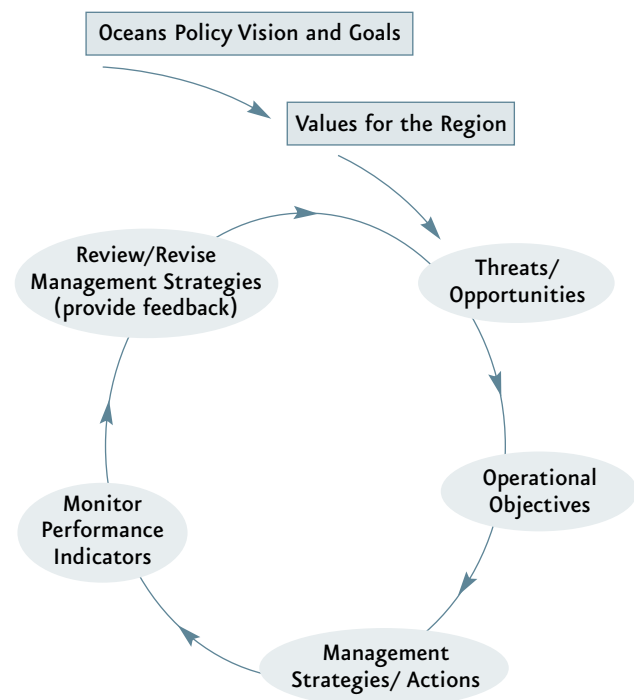 Oceans Policy Vision and Goals
Values for the Region
Threats/
Opportunities
Operational
Objectives
Management
Strategies/ Actions
Monitor
Performance
Indicators
Review/Revise
Management Strategies
(provide feedback)